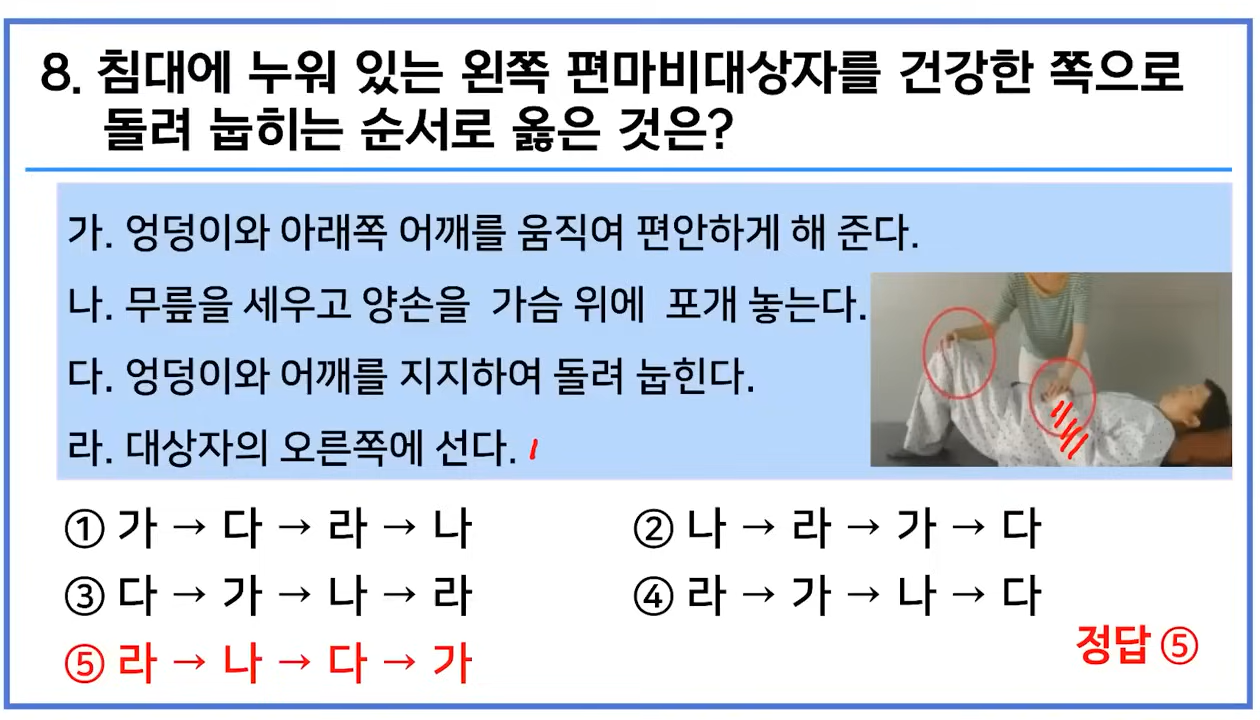 8. 침대에 누워 있는 왼쪽 편마비대상자를 건강한 쪽으로
돌려 눕히는 순서로 옳은 것은?
가. 엉덩이와 아래쪽 어깨를 움직여 편안하게 해 준다.
나. 무릎을 세우고 양손을 가슴 위에 포개 놓는다.
다. 엉덩이와 어깨를 지지하여 돌려 눕힌다.
라. 대상자의 오른쪽에 선다. 1
① 가 → 다 → 라 → 나
② 나 → 라 → 가 → 다
③ 다 → 가 → 나 → 라
④ 라 → 가 → 나 → 다
⑤ 라 → 나 → 다 → 가
정답 ⑤